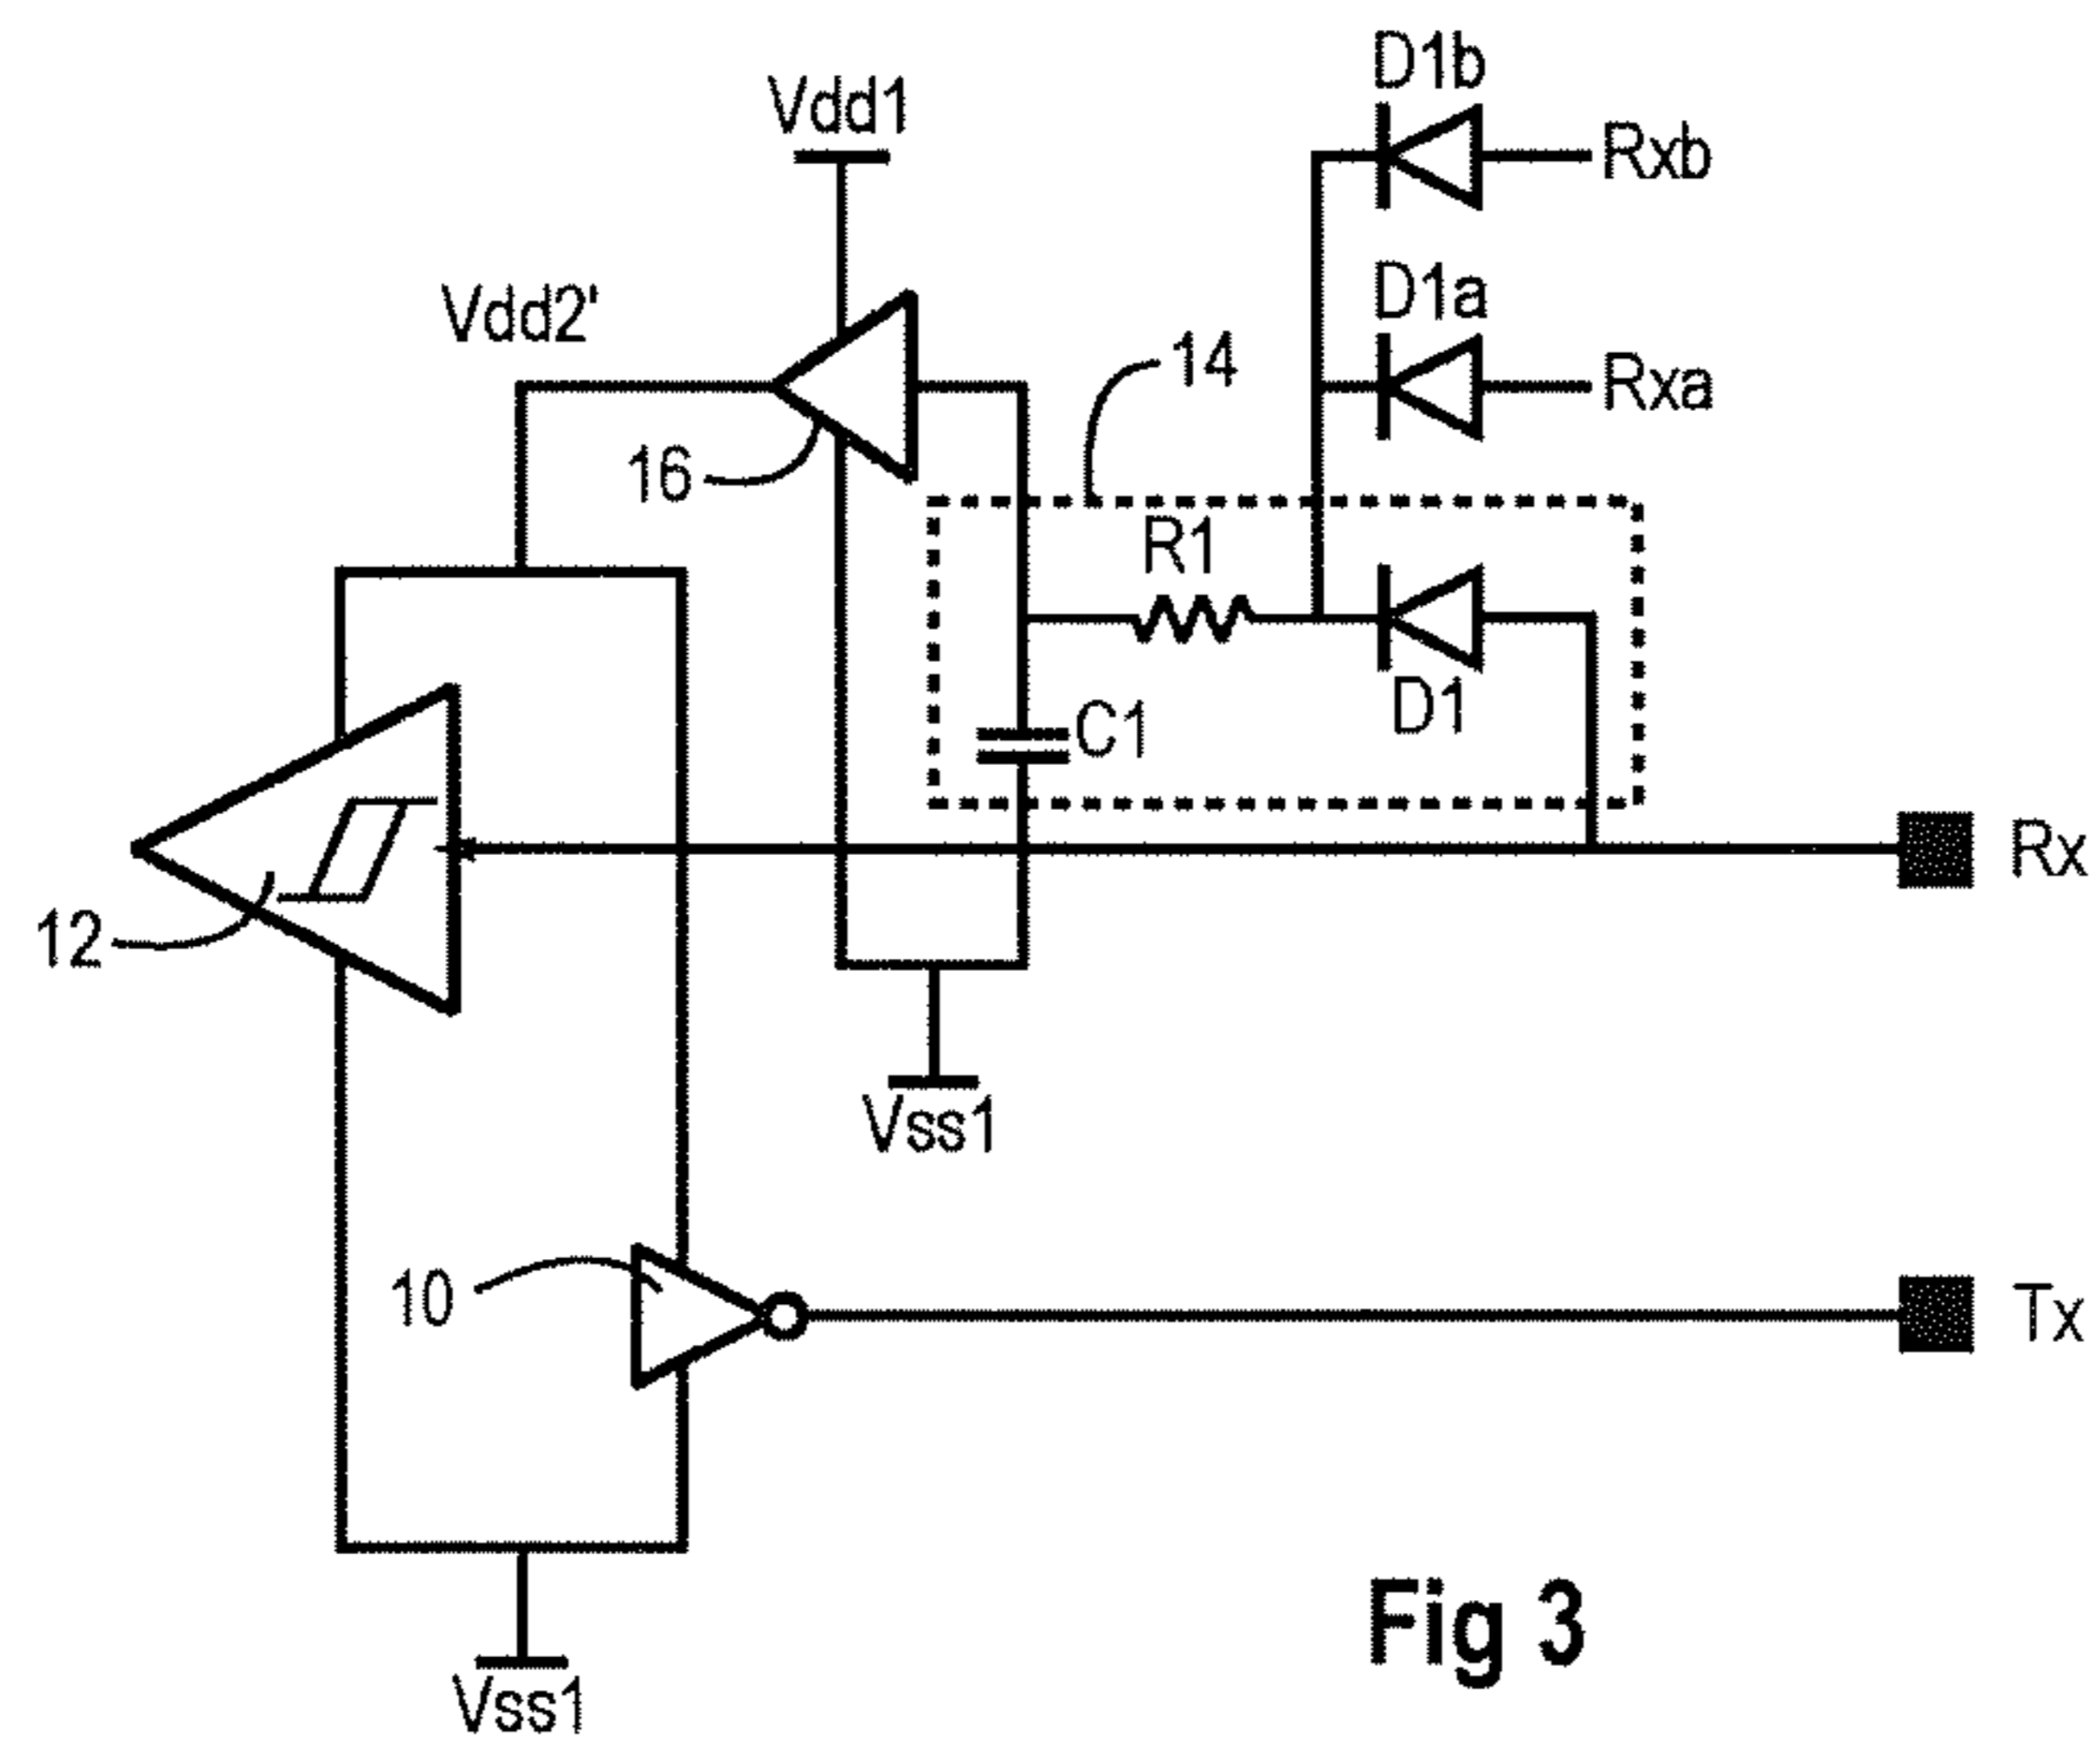 D1b
Vdd1
Rxb
D1a
Vdd2'
14
Rxa
16
R1
D1
C1
Rx
12
Vss1
10
Tx
Fig 3
Vss1